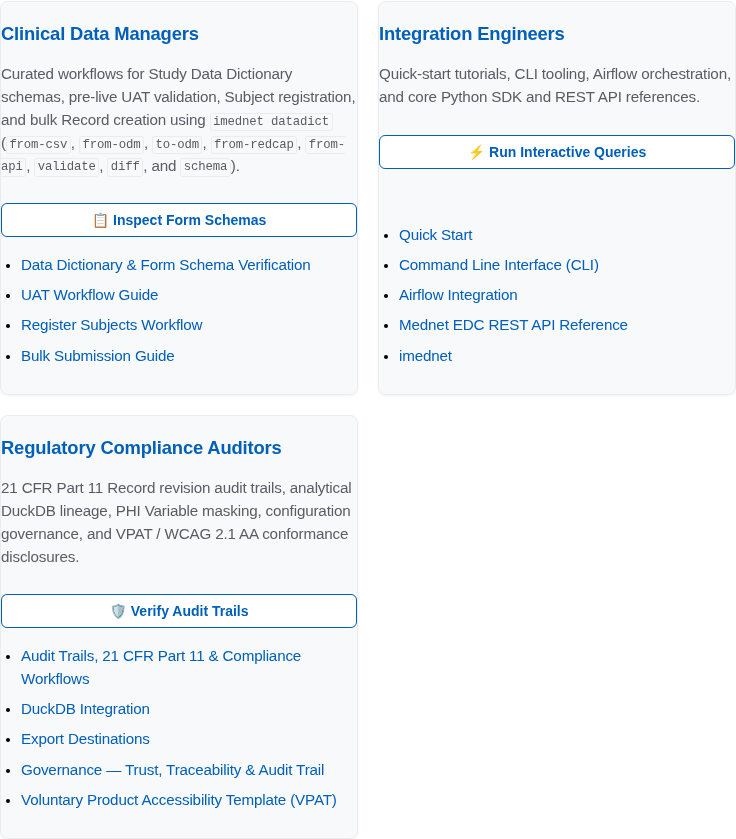 Clinical Data Managers
Curated workflows for Study Data Dictionary
schemas, pre-live UAT validation, Subject registration,
and bulk Record creation using imednet datadict
(from-csv, from-odm, to-odm, from-redcap, from-
api, validate, diff, and schema).
📋 Inspect Form Schemas
• Data Dictionary & Form Schema Verification
• UAT Workflow Guide
• Register Subjects Workflow
• Bulk Submission Guide
Integration Engineers
Quick-start tutorials, CLI tooling, Airflow orchestration,
and core Python SDK and REST API references.
⚡ Run Interactive Queries
• Quick Start
• Command Line Interface (CLI)
• Airflow Integration
• Mednet EDC REST API Reference
• imednet
Regulatory Compliance Auditors
21 CFR Part 11 Record revision audit trails, analytical
DuckDB lineage, PHI Variable masking, configuration
governance, and VPAT / WCAG 2.1 AA conformance
disclosures.
🛡️ Verify Audit Trails
• Audit Trails, 21 CFR Part 11 & Compliance
Workflows
• DuckDB Integration
• Export Destinations
• Governance — Trust, Traceability & Audit Trail
• Voluntary Product Accessibility Template (VPAT)